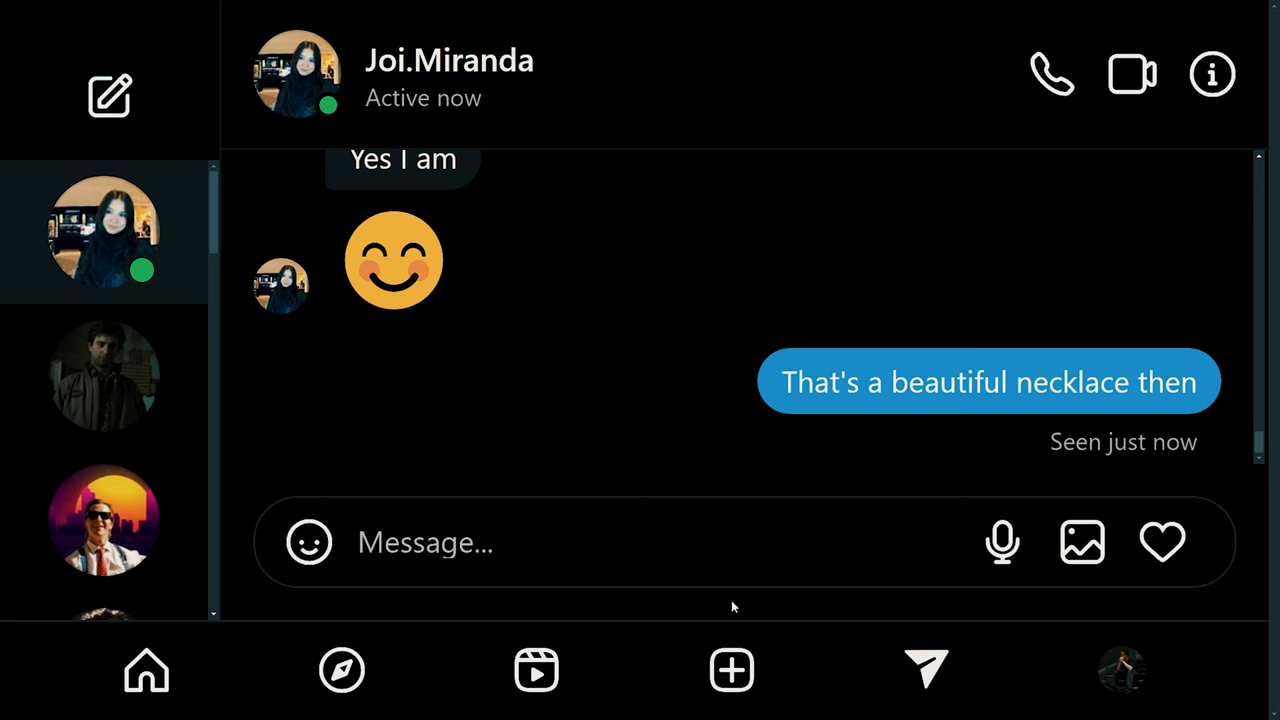 Joi.Miranda
Active now
Yes I am
That's a beautiful necklace then
Seen just now
Message...